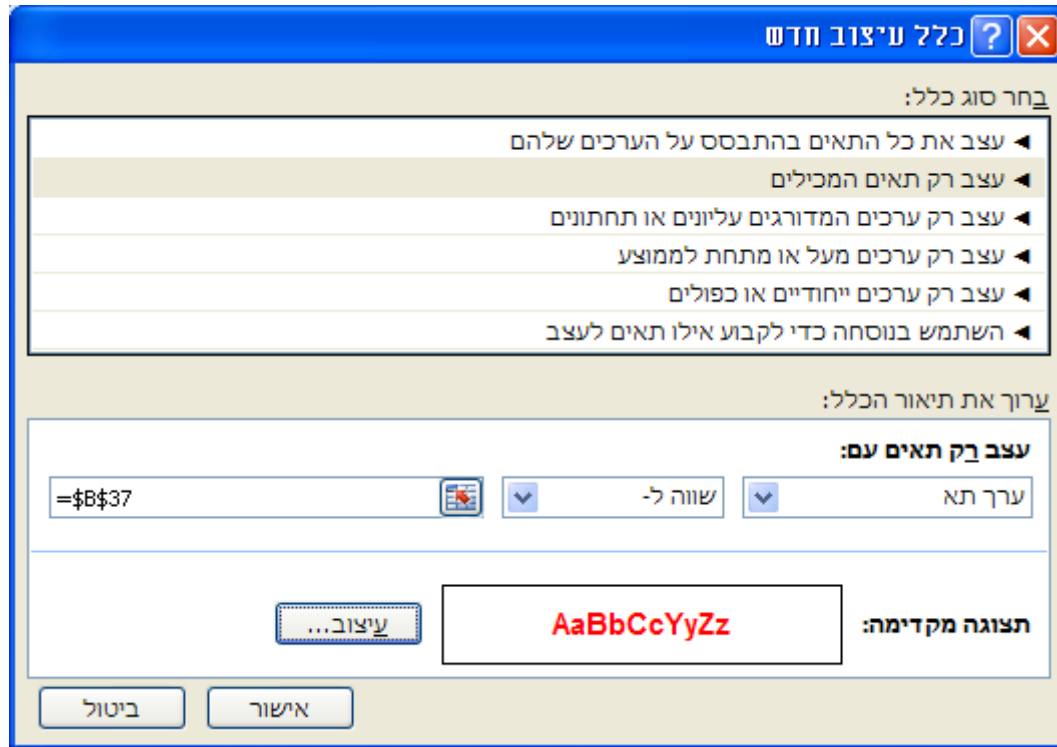 כלל עיצוב חדש
בחר סוג כלל:
◄ עצב את כל התאים בהתבסס על הערכים שלהם
◄ עצב רק תאים המכילים
◄ עצב רק ערכים המדורגים עליונים או תחתונים
◄ עצב רק ערכים מעל או מתחת לממוצע
◄ עצב רק ערכים ייחודיים או כפולים
◄ השתמש בנוסחה כדי לקבוע אילו תאים לעצב
ערוך את תיאור הכלל:
עצב רק תאים עם:
ערך תא שווה ל- =$B$37
תצוגה מקדימה: AaBbCcYyZz עיצוב...
אישור ביטול